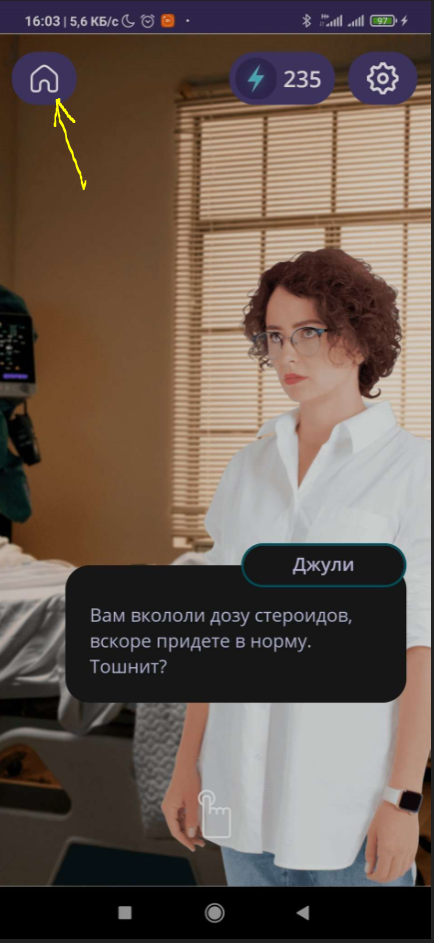 16:03 | 5,6 КБ/с
97
235
Джули
Вам вкололи дозу стероидов,
вскоре придете в норму.
Тошнит?